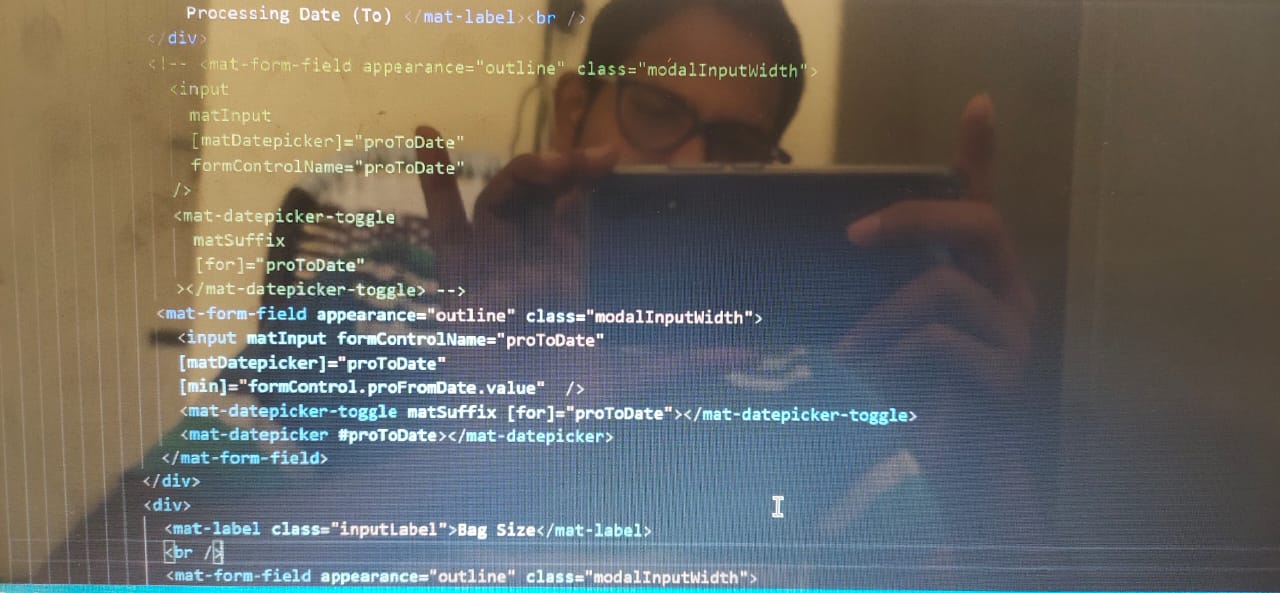 Processing Date (To) </mat-label><br />
</div>
<!-- <mat-form-field appearance="outline" class="modalInputWidth">
<input
matInput
[matDatepicker]="proToDate"
formControlName="proToDate"
/>
<mat-datepicker-toggle
matSuffix
[for]="proToDate"
></mat-datepicker-toggle> -->
<mat-form-field appearance="outline" class="modalInputWidth">
<input matInput formControlName="proToDate"
[matDatepicker]="proToDate"
[min]="formControl.proFromDate.value"  />
<mat-datepicker-toggle matSuffix [for]="proToDate"></mat-datepicker-toggle>
<mat-datepicker #proToDate></mat-datepicker>
</mat-form-field>
</div>
<div>
<mat-label class="inputLabel">Bag Size</mat-label>
<br />
<mat-form-field appearance="outline" class="modalInputWidth">